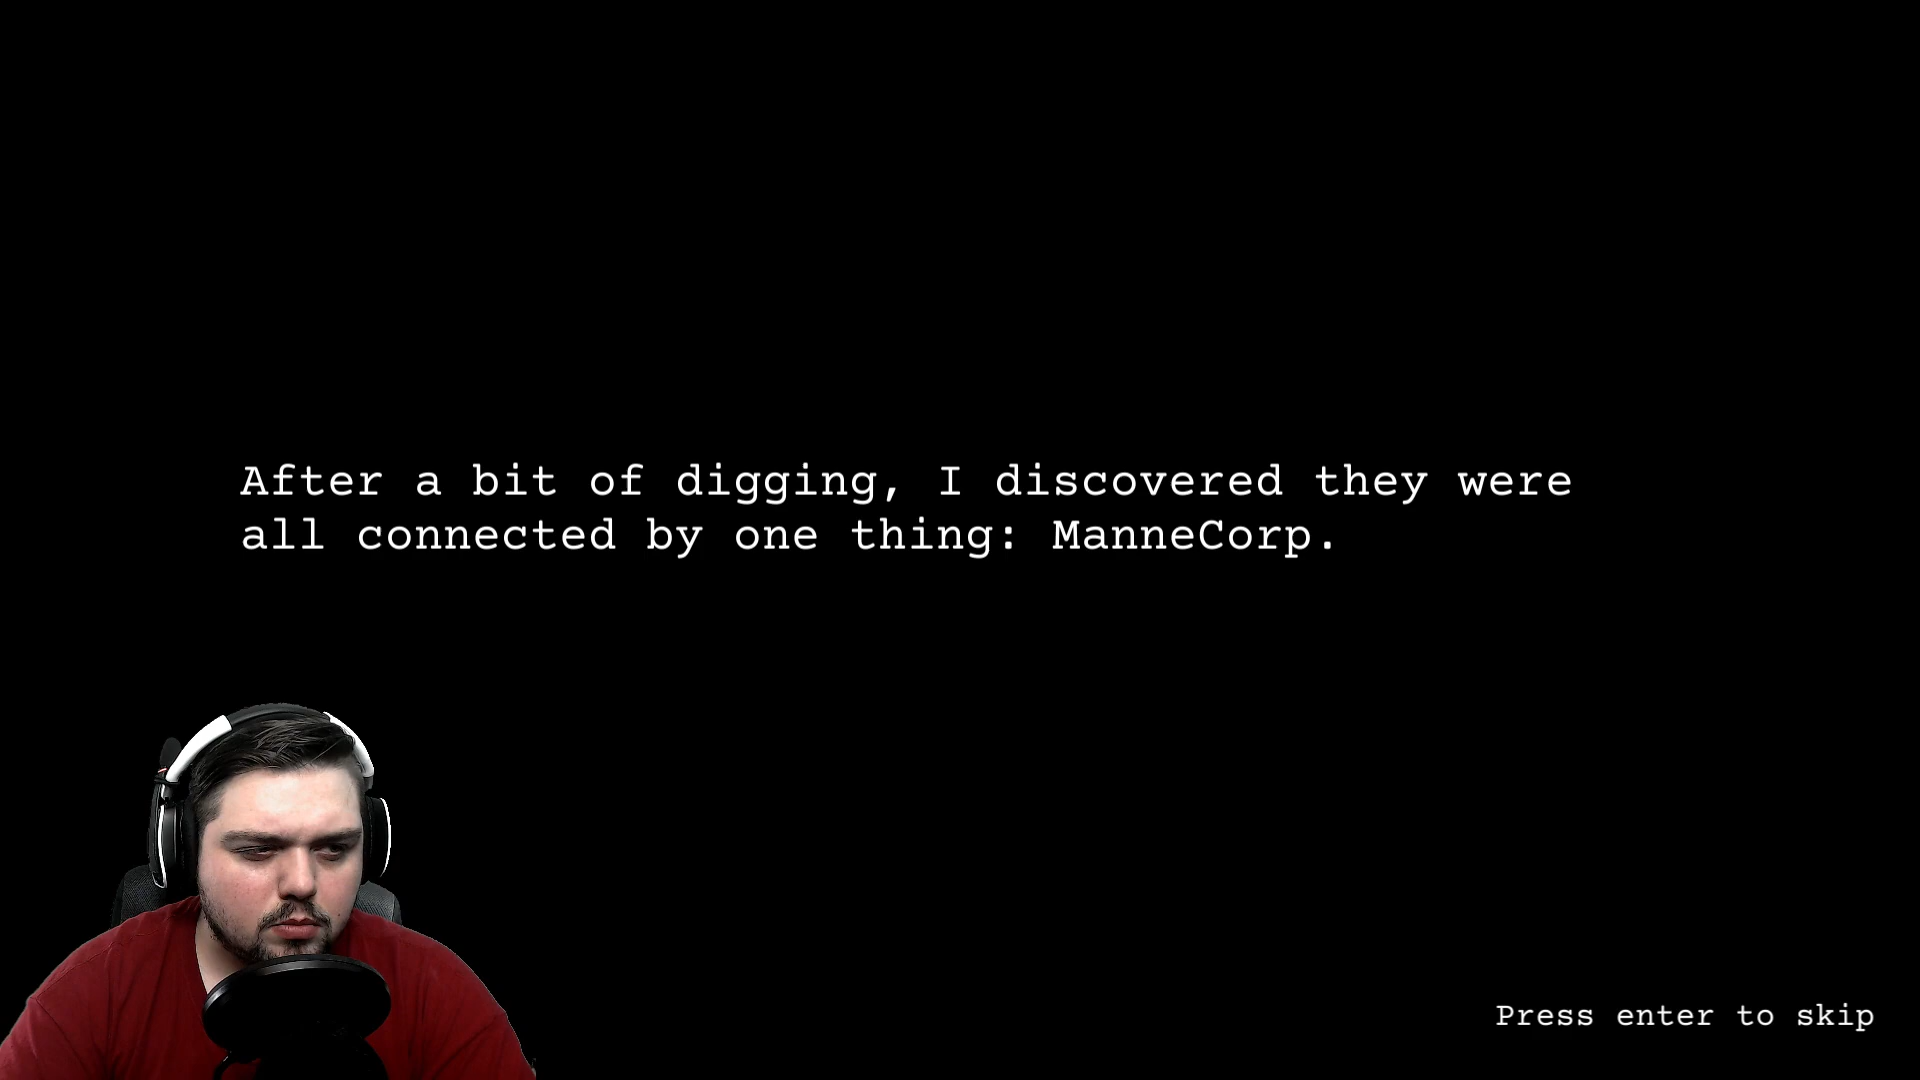 After a bit of digging, I discovered they were
all connected by one thing: ManneCorp.
Press enter to skip